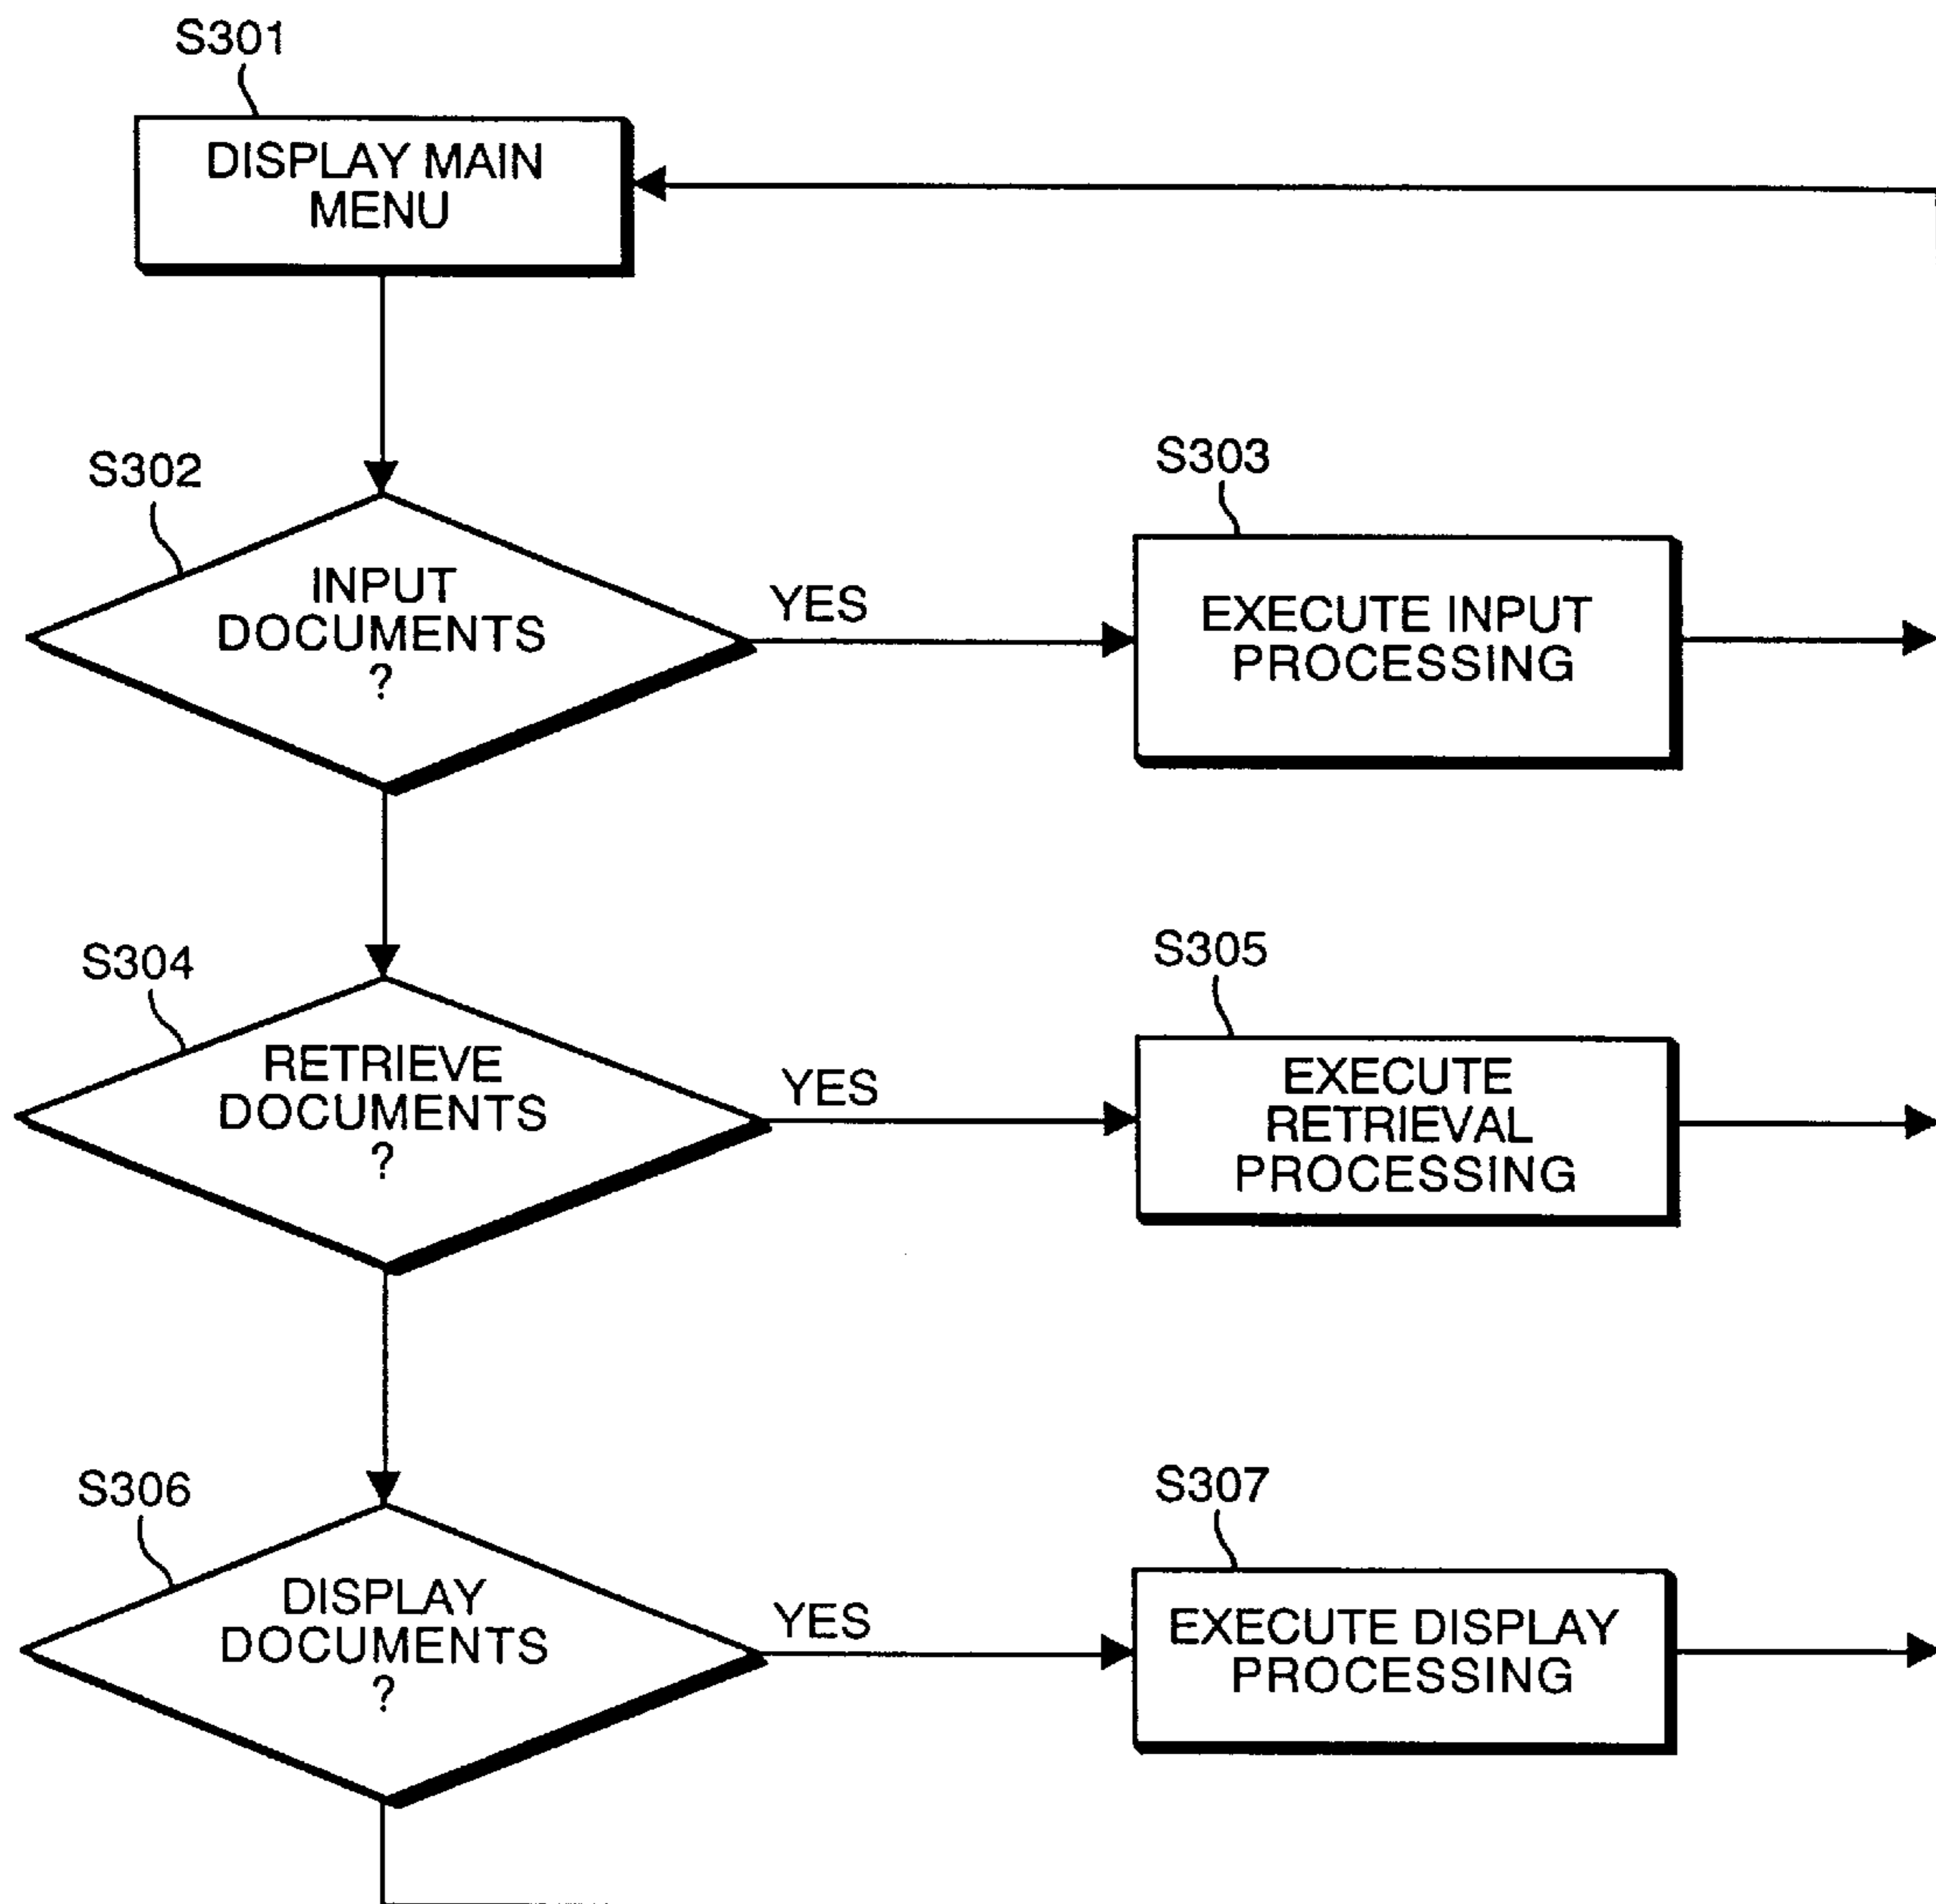 S301
DISPLAY MAIN
MENU
S302
INPUT
DOCUMENTS
?
YES
S303
EXECUTE INPUT
PROCESSING
S304
RETRIEVE
DOCUMENTS
?
YES
S305
EXECUTE
RETRIEVAL
PROCESSING
S306
DISPLAY
DOCUMENTS
?
YES
S307
EXECUTE DISPLAY
PROCESSING